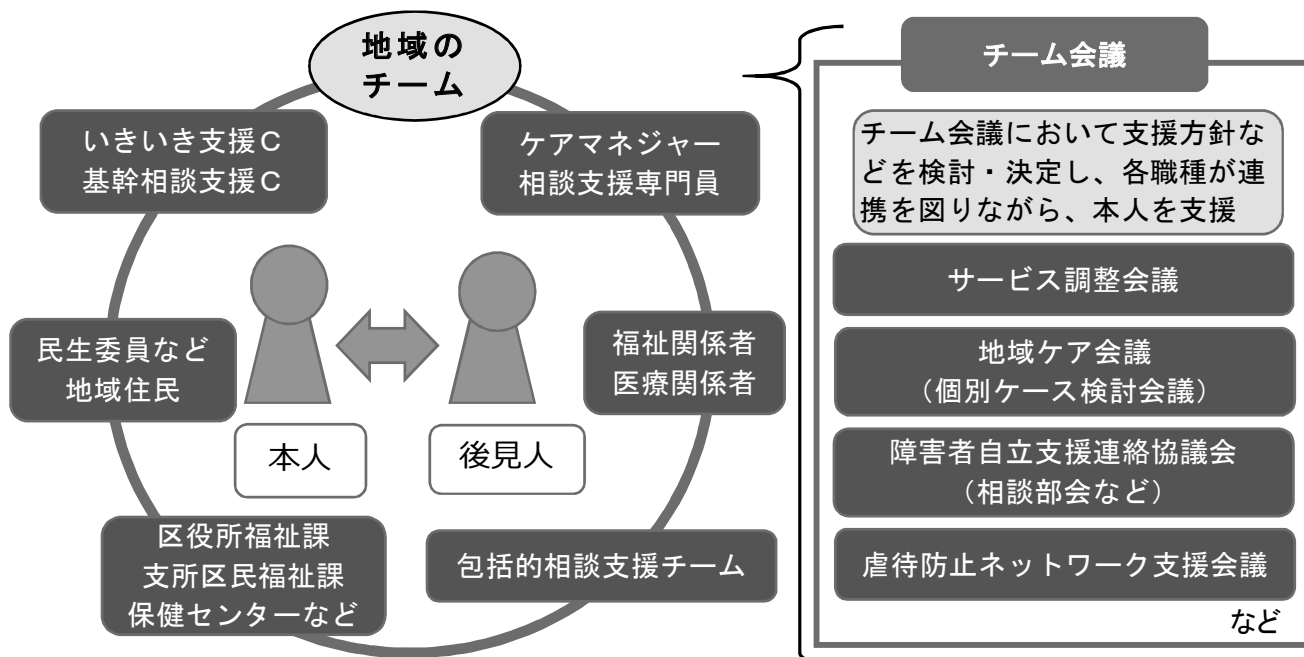 地域の
チーム
いきいき支援C
基幹相談支援C
ケアマネジャー
相談支援専門員
民生委員など
地域住民
福祉関係者
医療関係者
本人
後見人
区役所福祉課
支所区民福祉課
保健センターなど
包括的相談支援チーム
チーム会議
チーム会議において支援方針な
どを検討・決定し、各職種が連
携を図りながら、本人を支援
サービス調整会議
地域ケア会議
（個別ケース検討会議）
障害者自立支援連絡協議会
（相談部会など）
虐待防止ネットワーク支援会議
など